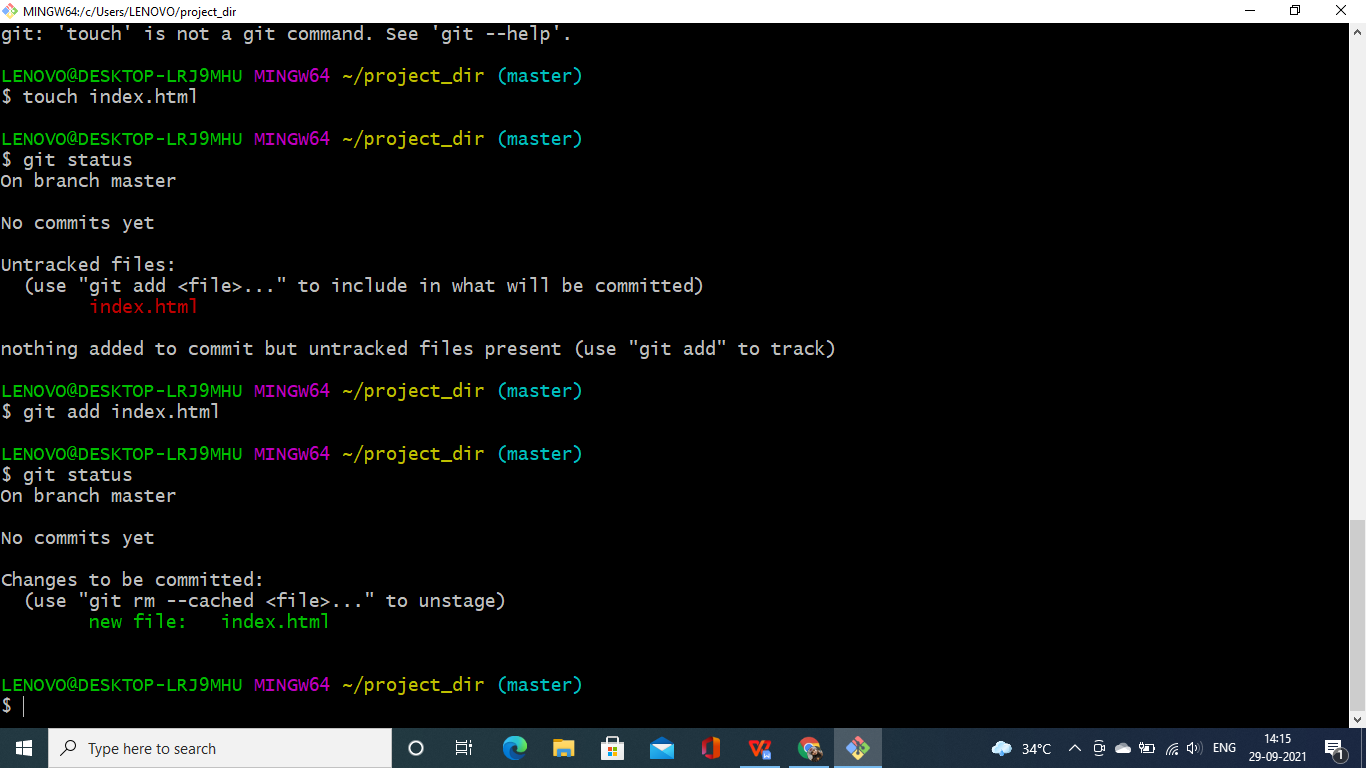 MINGW64:/c/Users/LENOVO/project_dir
git: 'touch' is not a git command. See 'git --help'.
LENOVO@DESKTOP-LRJ9MHU MINGW64 ~/project_dir (master)
$ touch index.html
LENOVO@DESKTOP-LRJ9MHU MINGW64 ~/project_dir (master)
$ git status
On branch master
No commits yet
Untracked files:
  (use "git add <file>..." to include in what will be committed)
        index.html
nothing added to commit but untracked files present (use "git add" to track)
LENOVO@DESKTOP-LRJ9MHU MINGW64 ~/project_dir (master)
$ git add index.html
LENOVO@DESKTOP-LRJ9MHU MINGW64 ~/project_dir (master)
$ git status
On branch master
No commits yet
Changes to be committed:
  (use "git rm --cached <file>..." to unstage)
        new file:   index.html
LENOVO@DESKTOP-LRJ9MHU MINGW64 ~/project_dir (master)
$
Type here to search
34°C
ENG
14:15
29-09-2021
1